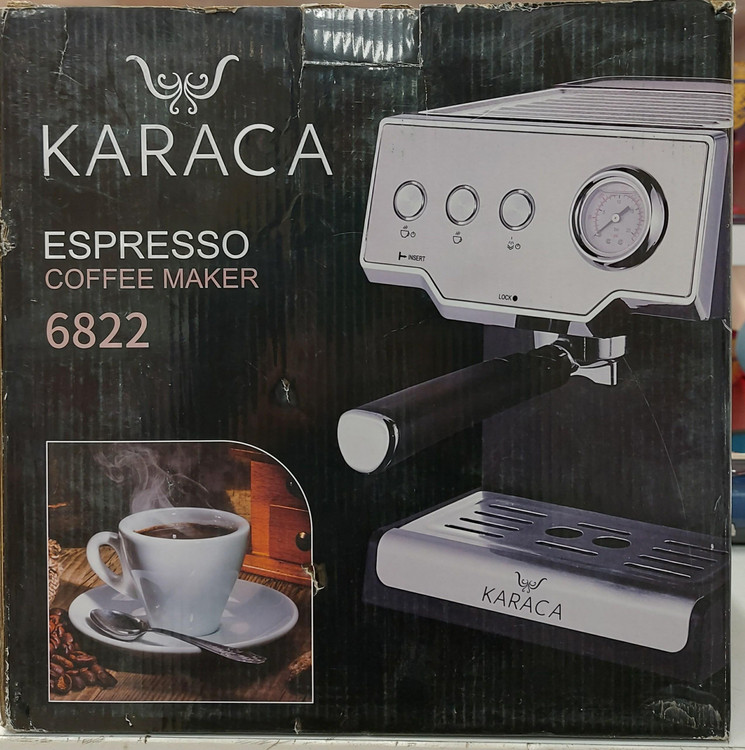 KARACA
ESPRESSO
COFFEE MAKER
6822
INSERT
LOCK
KARACA